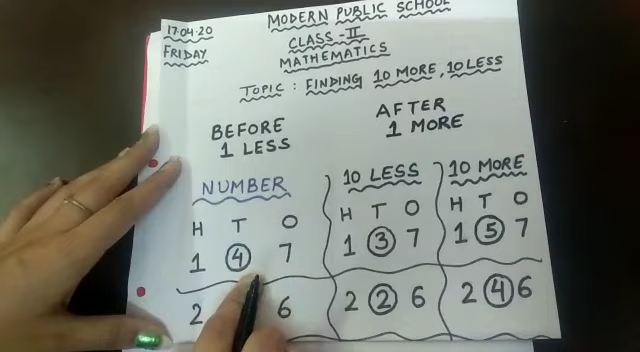 17.04.20
FRIDAY
MODERN PUBLIC SCHOOL
CLASS-II
MATHEMATICS
TOPIC : FINDING 10 MORE, 10 LESS
BEFORE
1 LESS
AFTER
1 MORE
NUMBER
H T O
1 4 7
2 6
10 LESS
H T O
1 3 7
2 2 6
10 MORE
H T O
1 5 7
2 4 6